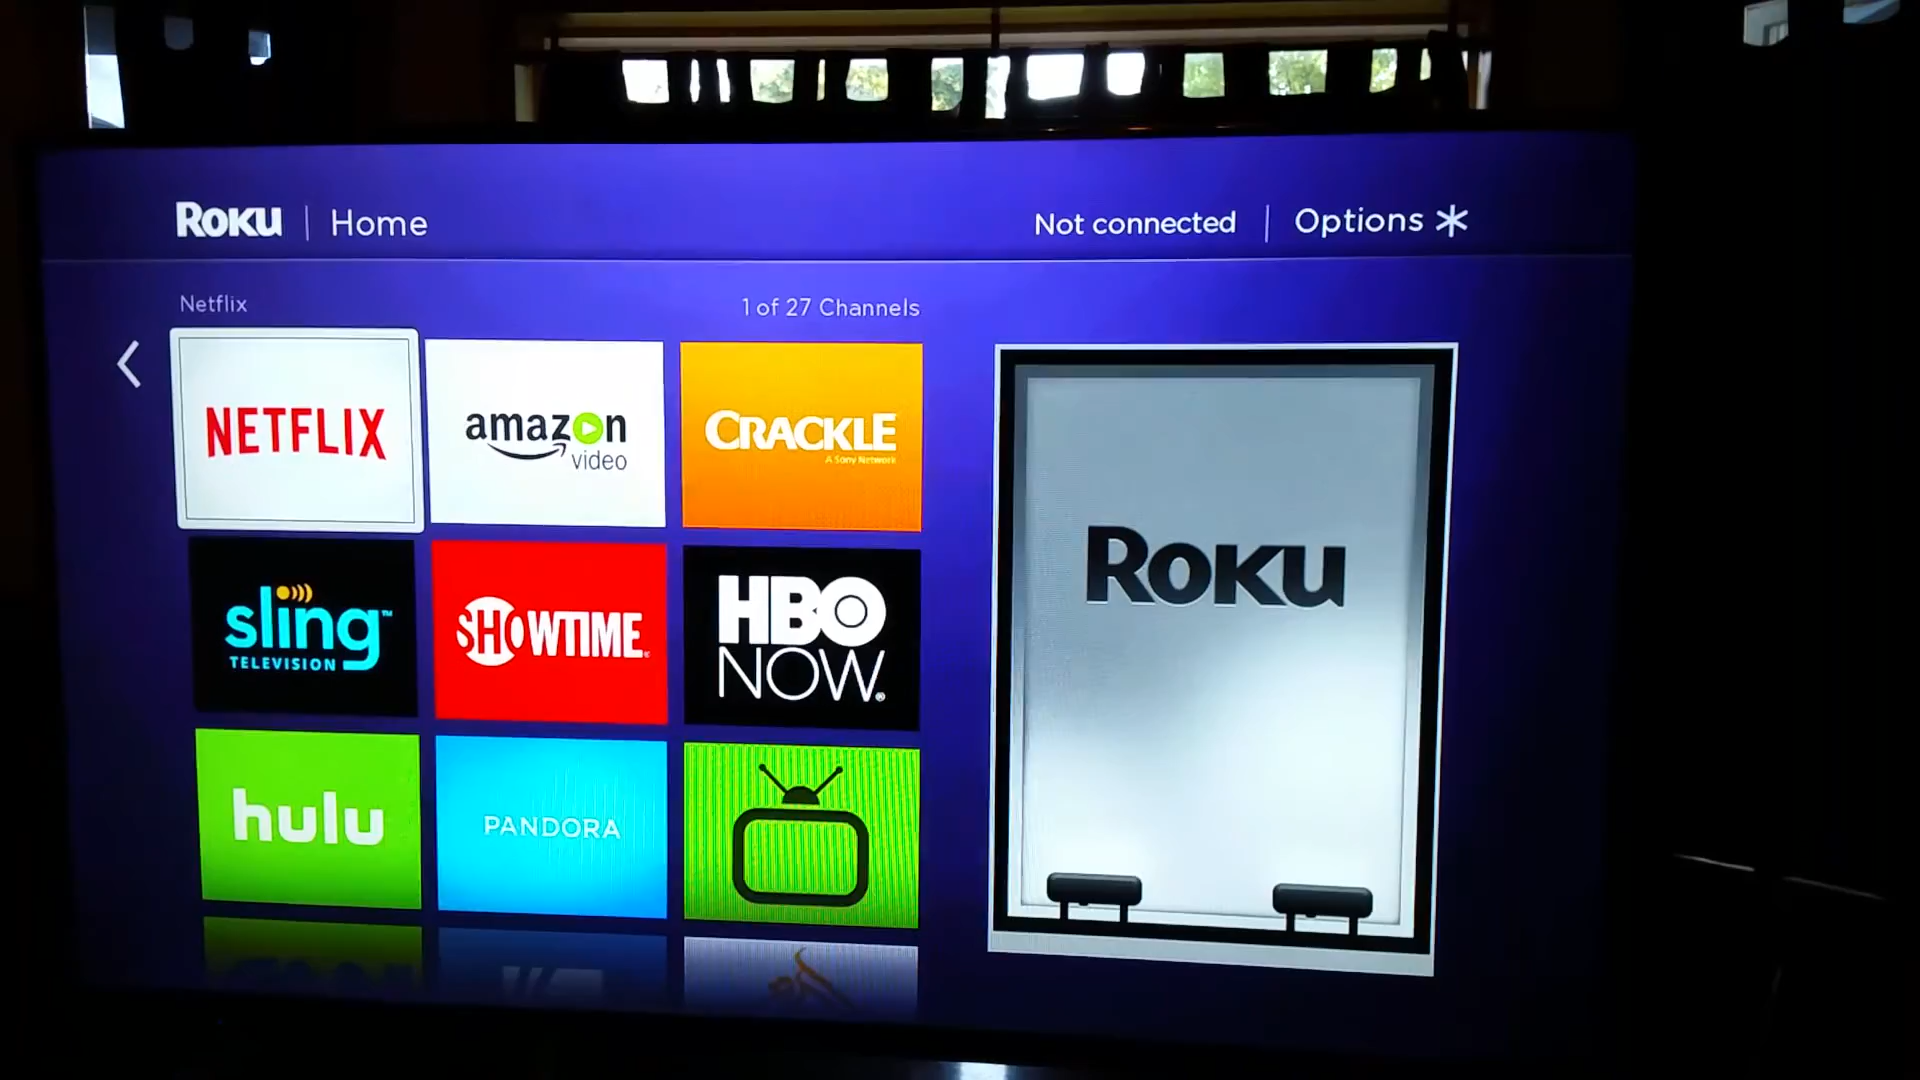 ROKU | Home
Not connected | Options *
Netflix
1 of 27 Channels
NETFLIX
amazon
video
CRACKLE
A Sony Network
sling™
TELEVISION
SHOWTIME®
HBO
NOW®
hulu
PANDORA
ROKU